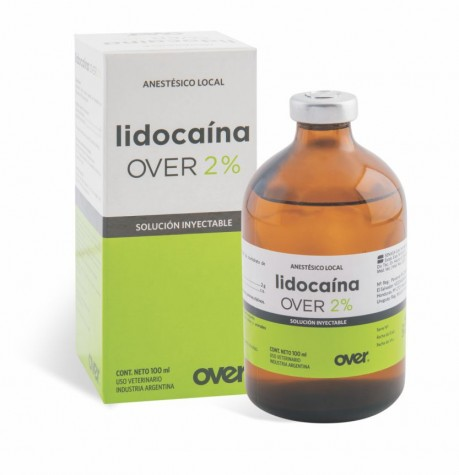 ANESTÉSICO LOCAL
lidocaína
OVER 2%
SOLUCIÓN INYECTABLE
CONT. NETO 100 ml
USO VETERINARIO
INDUSTRIA ARGENTINA
over
ANESTÉSICO LOCAL
lidocaína
OVER 2%
SOLUCIÓN INYECTABLE
CONT. NETO 100 ml
USO VETERINARIO
INDUSTRIA ARGENTINA
over